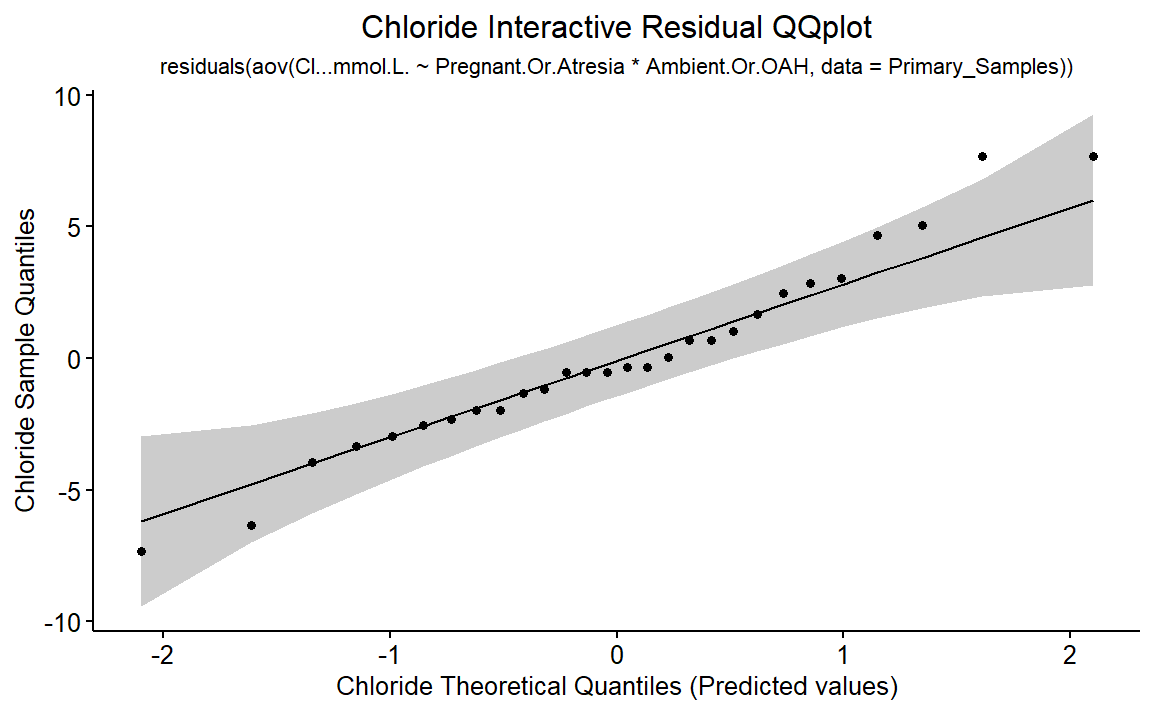 Chloride Interactive Residual QQplot
residuals(aov(Cl...mmol.L. ~ Pregnant.Or.Atresia * Ambient.Or.OAH, data = Primary_Samples))
10
5
0
-5
-10
Chloride Sample Quantiles
-2
-1
0
1
2
Chloride Theoretical Quantiles (Predicted values)